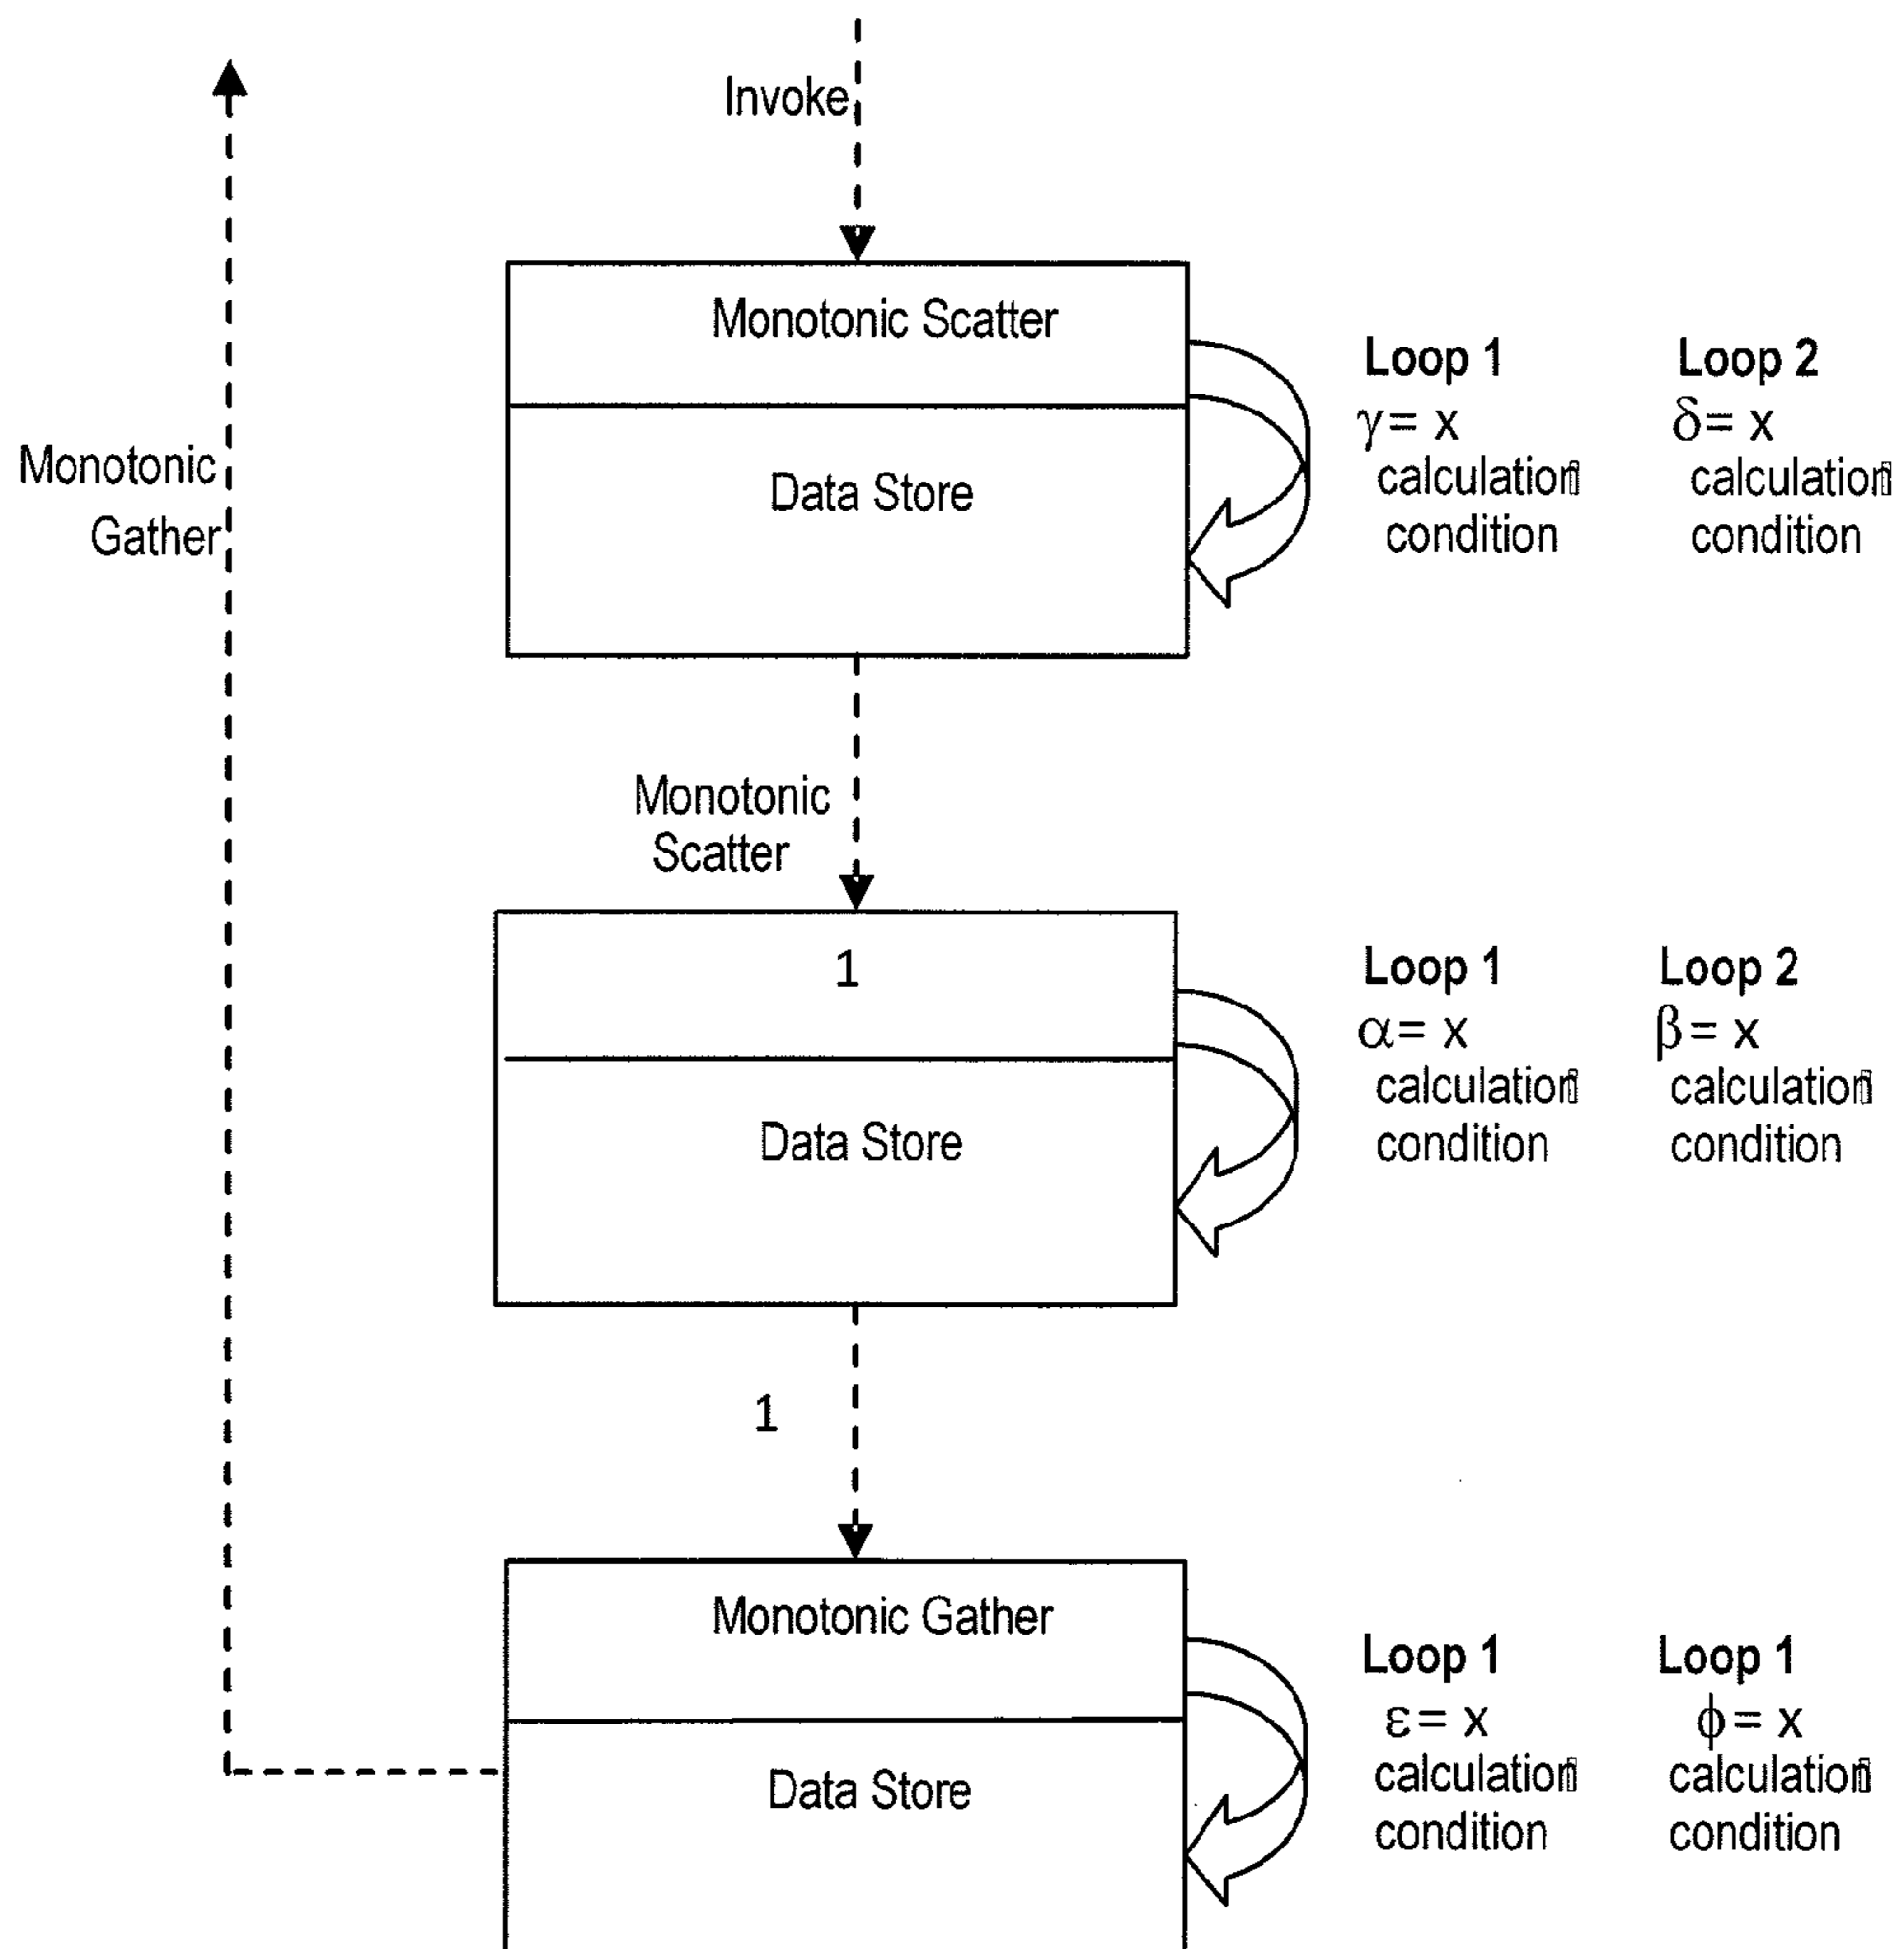 Invoke
Monotonic Scatter
Data Store
Loop 1
γ= x
calculation
condition
Loop 2
δ= x
calculation
condition
Monotonic
Gather
Monotonic
Scatter
1
Data Store
Loop 1
α= x
calculation
condition
Loop 2
β= x
calculation
condition
1
Monotonic Gather
Data Store
Loop 1
ε= x
calculation
condition
Loop 1
ϕ= x
calculation
condition